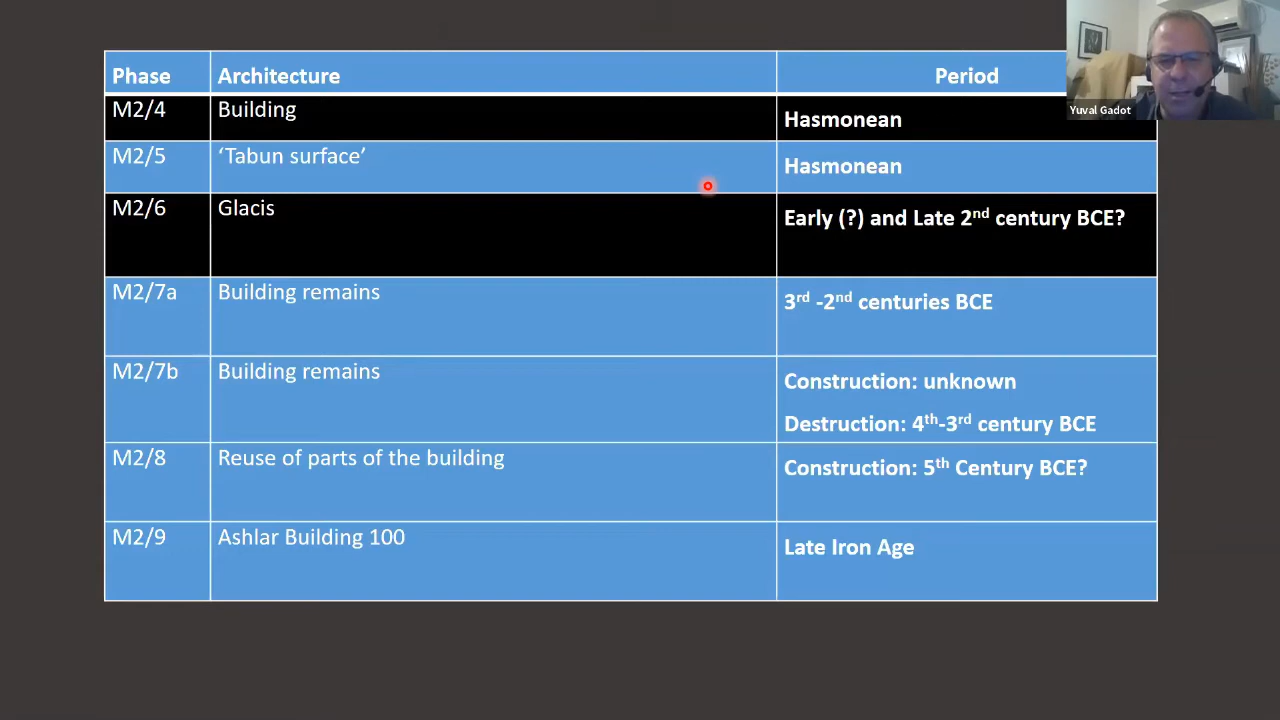 Phase Architecture Period
M2/4 Building Hasmonean
M2/5 ‘Tabun surface’ Hasmonean
M2/6 Glacis Early (?) and Late 2nd century BCE?
M2/7a Building remains 3rd -2nd centuries BCE
M2/7b Building remains Construction: unknown
Destruction: 4th-3rd century BCE
M2/8 Reuse of parts of the building Construction: 5th Century BCE?
M2/9 Ashlar Building 100 Late Iron Age
Yuval Gadot